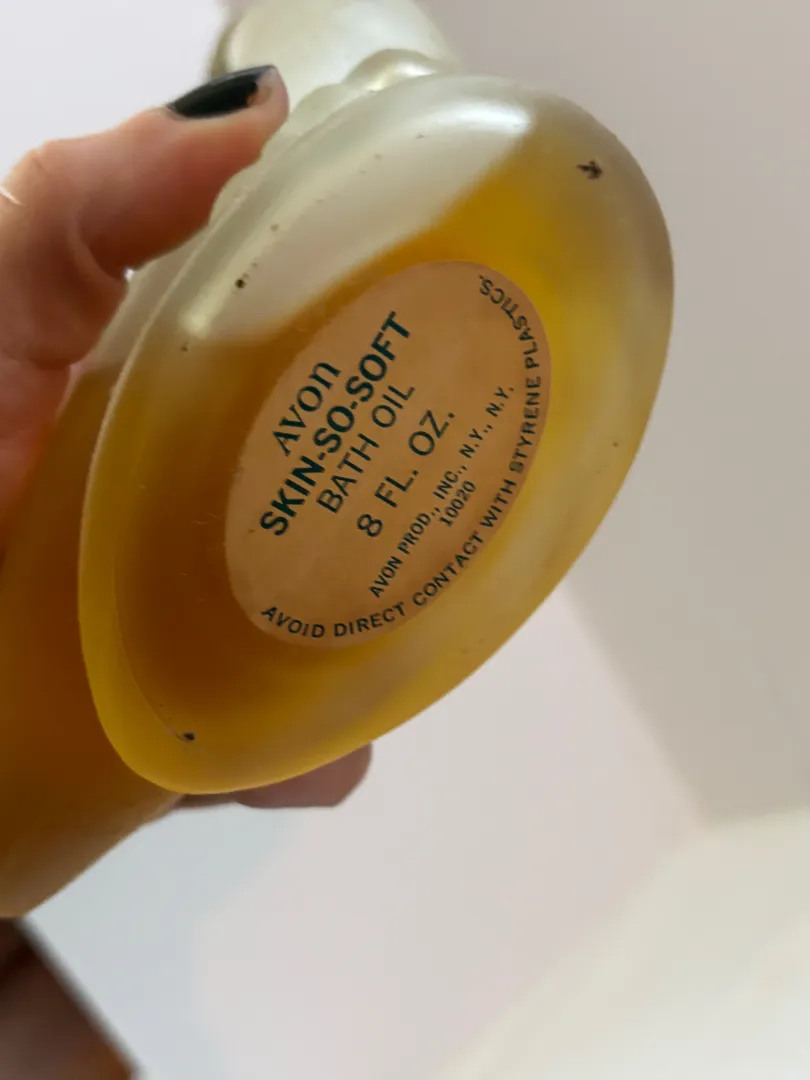 Avon
SKIN-SO-SOFT
BATH OIL
8 FL. OZ.
AVON PROD., INC., N.Y., N.Y.
10020
AVOID DIRECT CONTACT WITH STYRENE PLASTICS.